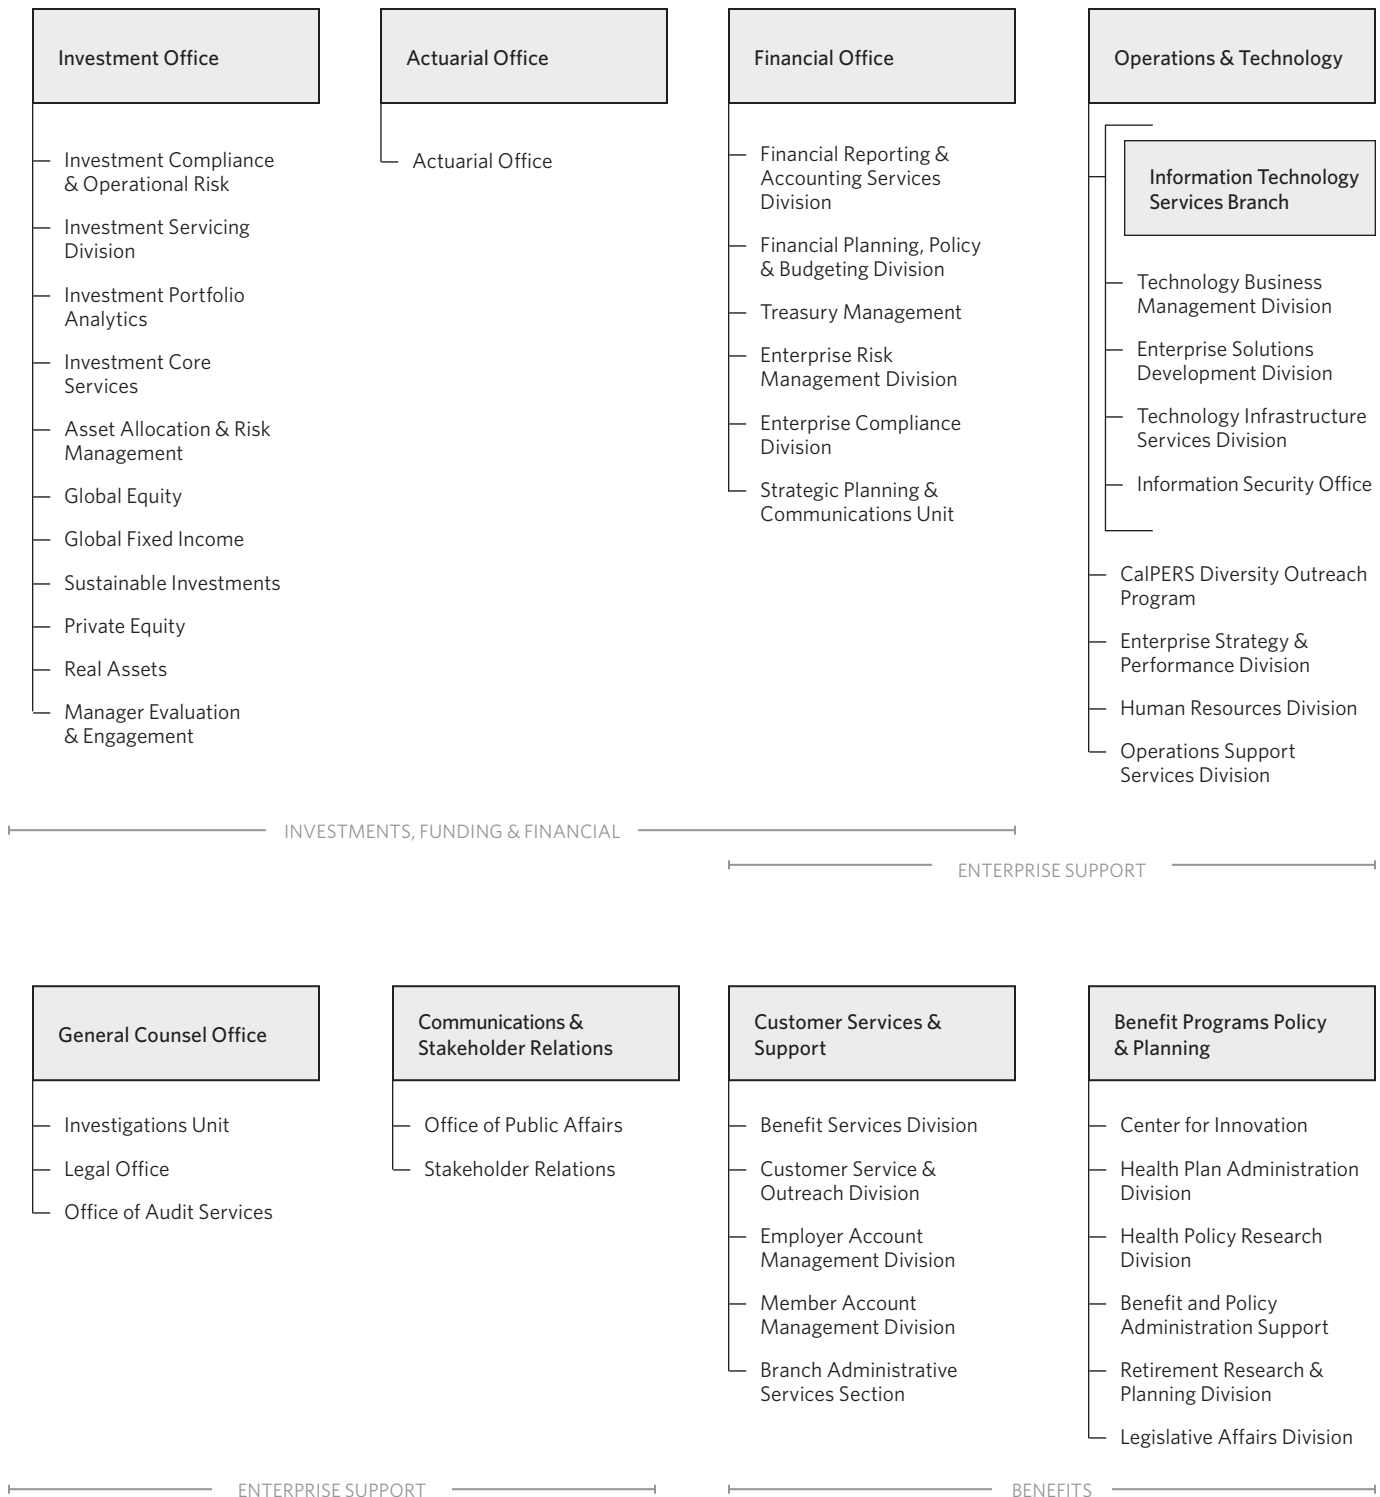 Investment Office
Investment Compliance
& Operational Risk
Investment Servicing
Division
Investment Portfolio
Analytics
Investment Core
Services
Asset Allocation & Risk
Management
Global Equity
Global Fixed Income
Sustainable Investments
Private Equity
Real Assets
Manager Evaluation
& Engagement
Actuarial Office
Actuarial Office
Financial Office
Financial Reporting &
Accounting Services
Division
Financial Planning, Policy
& Budgeting Division
Treasury Management
Enterprise Risk
Management Division
Enterprise Compliance
Division
Strategic Planning &
Communications Unit
Operations & Technology
Information Technology
Services Branch
Technology Business
Management Division
Enterprise Solutions
Development Division
Technology Infrastructure
Services Division
Information Security Office
CalPERS Diversity Outreach
Program
Enterprise Strategy &
Performance Division
Human Resources Division
Operations Support
Services Division
INVESTMENTS, FUNDING & FINANCIAL
ENTERPRISE SUPPORT
General Counsel Office
Investigations Unit
Legal Office
Office of Audit Services
Communications &
Stakeholder Relations
Office of Public Affairs
Stakeholder Relations
Customer Services &
Support
Benefit Services Division
Customer Service &
Outreach Division
Employer Account
Management Division
Member Account
Management Division
Branch Administrative
Services Section
Benefit Programs Policy
& Planning
Center for Innovation
Health Plan Administration
Division
Health Policy Research
Division
Benefit and Policy
Administration Support
Retirement Research &
Planning Division
Legislative Affairs Division
ENTERPRISE SUPPORT
BENEFITS